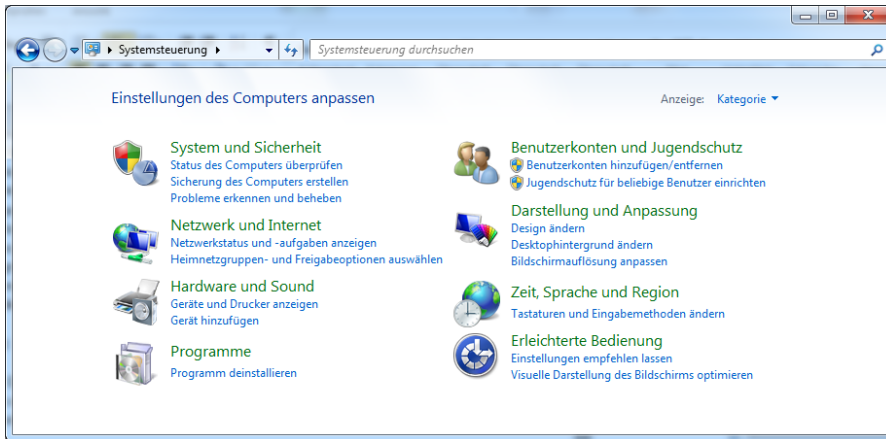 Systemsteuerung
Systemsteuerung durchsuchen
Einstellungen des Computers anpassen
Anzeige: Kategorie
System und Sicherheit
Status des Computers überprüfen
Sicherung des Computers erstellen
Probleme erkennen und beheben
Netzwerk und Internet
Netzwerkstatus und -aufgaben anzeigen
Heimnetzgruppen- und Freigabeoptionen auswählen
Hardware und Sound
Geräte und Drucker anzeigen
Gerät hinzufügen
Programme
Programm deinstallieren
Benutzerkonten und Jugendschutz
Benutzerkonten hinzufügen/entfernen
Jugendschutz für beliebige Benutzer einrichten
Darstellung und Anpassung
Design ändern
Desktophintergrund ändern
Bildschirmauflösung anpassen
Zeit, Sprache und Region
Tastaturen und Eingabemethoden ändern
Erleichterte Bedienung
Einstellungen empfehlen lassen
Visuelle Darstellung des Bildschirms optimieren